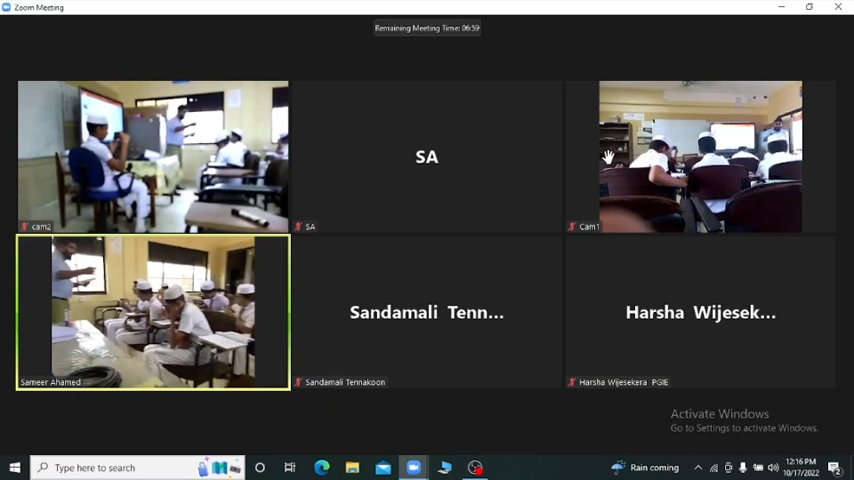 Zoom Meeting
Remaining Meeting Time: 06:59
SA
cam2
SA
Cam1
Sandamali Tenn...
Harsha Wijesek...
Sameer Ahamed
Sandamali Tennakoon
Harsha Wijesekera PGIE
Activate Windows
Go to Settings to activate Windows.
Type here to search
Rain coming
12:16 PM
10/17/2022
2